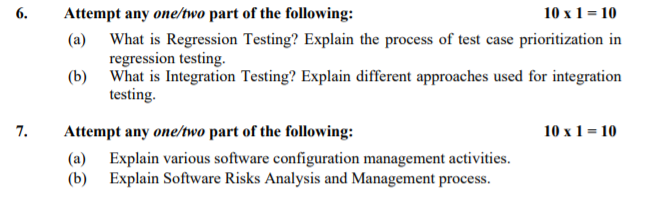 6. Attempt any one/two part of the following: 10 x 1 = 10
(a) What is Regression Testing? Explain the process of test case prioritization in
regression testing.
(b) What is Integration Testing? Explain different approaches used for integration
testing.
7. Attempt any one/two part of the following: 10 x 1 = 10
(a) Explain various software configuration management activities.
(b) Explain Software Risks Analysis and Management process.